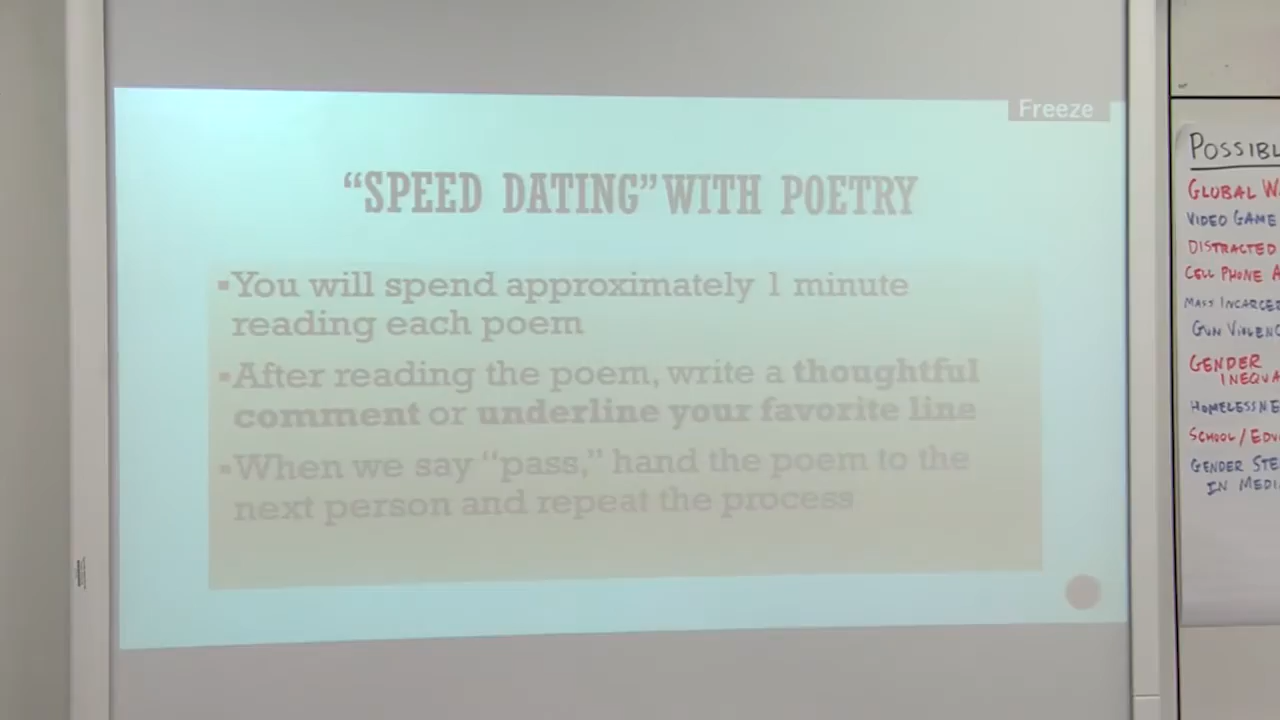 Freeze
“SPEED DATING” WITH POETRY
▪You will spend approximately 1 minute
reading each poem
▪After reading the poem, write a thoughtful
comment or underline your favorite line
▪When we say “pass,” hand the poem to the
next person and repeat the process
POSSIBL
GLOBAL W
VIDEO GAME
DISTRACTED
CELL PHONE A
MASS INCARCE
GUN VIOLENC
GENDER
INEQUA
HOMELESSNE
SCHOOL/EDU
GENDER STE
IN MEDI